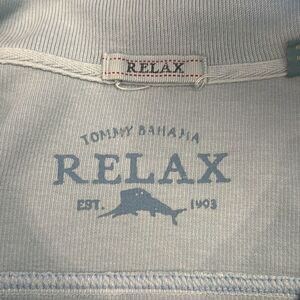 RELAX
TOMMY BAHAMA
RELAX
EST. 1993